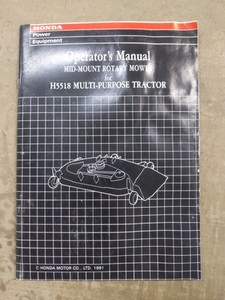 HONDA
Power
Equipment
Operator's Manual
MID-MOUNT ROTARY MOWER
for
H5518 MULTI-PURPOSE TRACTOR
© HONDA MOTOR CO., LTD. 1991